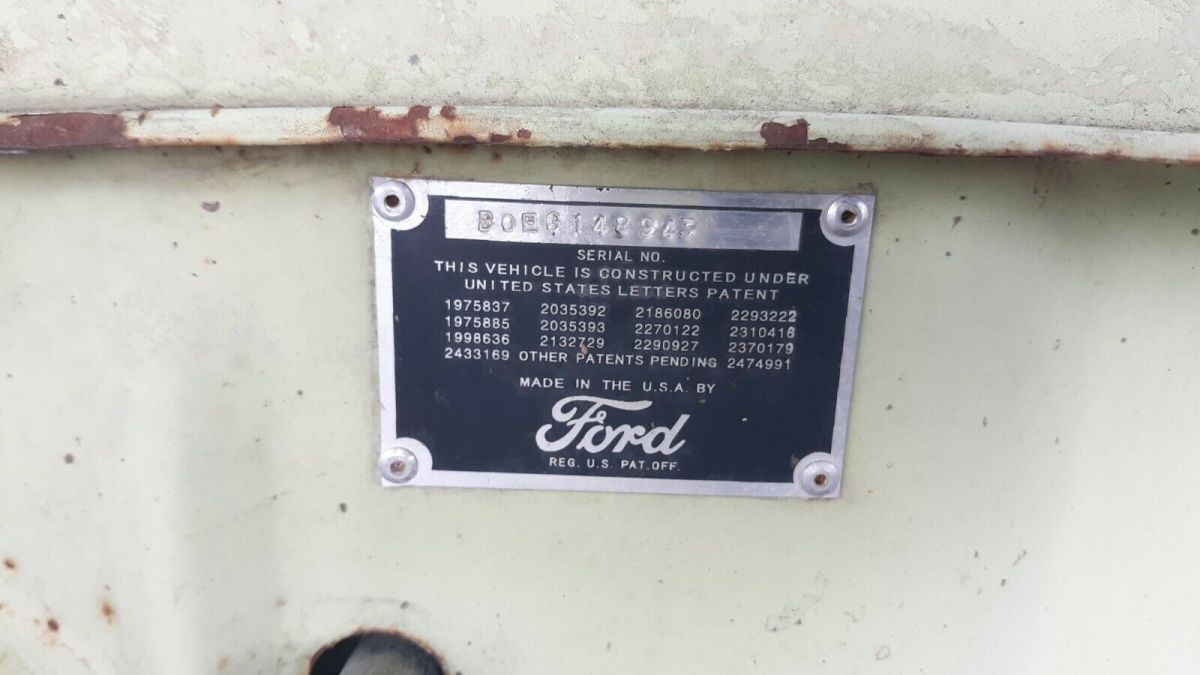 B0EG148943
SERIAL NO.
THIS VEHICLE IS CONSTRUCTED UNDER
UNITED STATES LETTERS PATENT
1975837 2035392 2186080 2293222
1975885 2035393 2270122 2310416
1998636 2132729 2290927 2370179
2433169 OTHER PATENTS PENDING 2474991
MADE IN THE U.S.A. BY
Ford
REG. U.S. PAT. OFF.